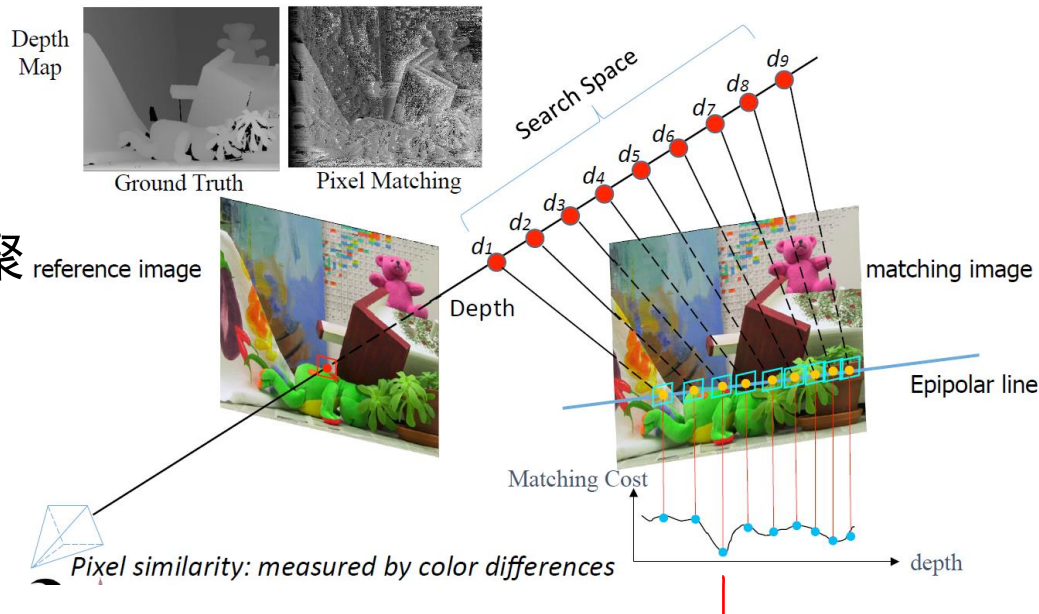 Depth
Map
Ground Truth
Pixel Matching
Search Space
d1
d2
d3
d4
d5
d6
d7
d8
d9
聚
reference image
matching image
Depth
Epipolar line
Matching Cost
depth
Pixel similarity: measured by color differences